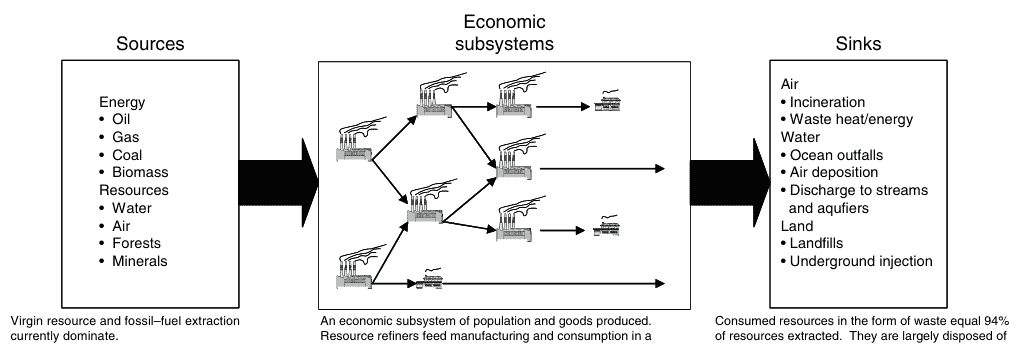 Sources
Economic
subsystems
Sinks
Energy
• Oil
• Gas
• Coal
• Biomass
Resources
• Water
• Air
• Forests
• Minerals
Air
• Incineration
• Waste heat/energy
Water
• Ocean outfalls
• Air deposition
• Discharge to streams
and aqufiers
Land
• Landfills
• Underground injection
Virgin resource and fossil–fuel extraction
currently dominate.
An economic subsystem of population and goods produced.
Resource refiners feed manufacturing and consumption in a
Consumed resources in the form of waste equal 94%
of resources extracted. They are largely disposed of